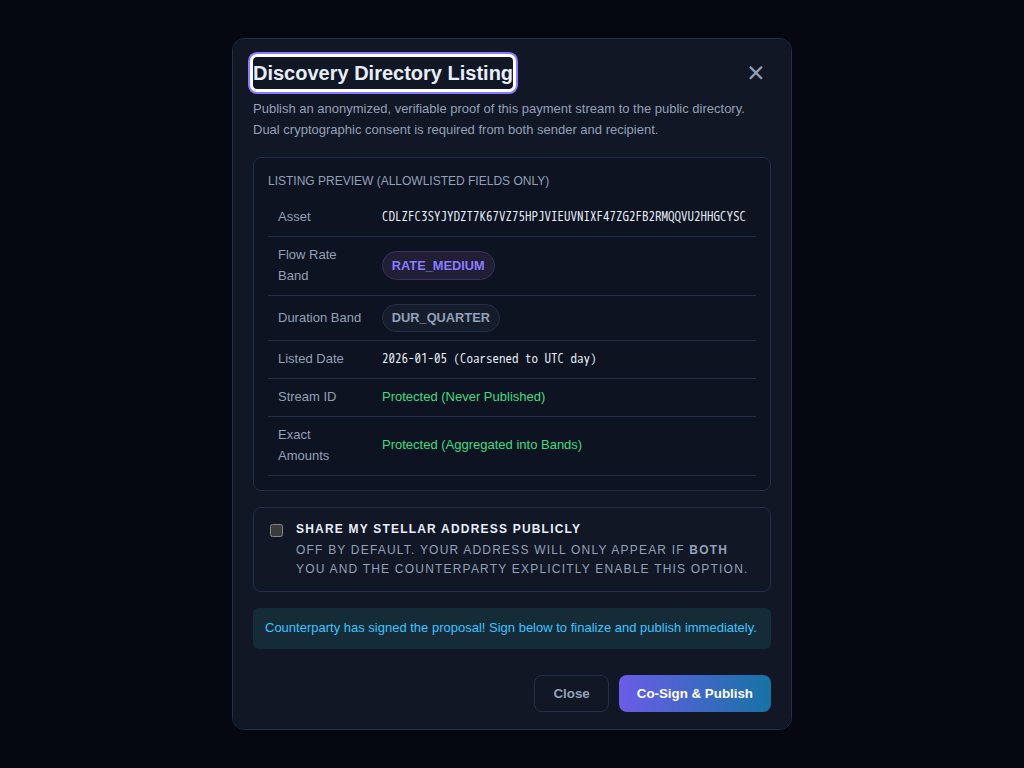 Discovery Directory Listing
Publish an anonymized, verifiable proof of this payment stream to the public directory.
Dual cryptographic consent is required from both sender and recipient.
LISTING PREVIEW (ALLOWLISTED FIELDS ONLY)
Asset CDLZFC3SYJYDZT7K67VZ75HPJVIEUVNIXF47ZG2FB2RMQQVU2HHGCYSC
Flow Rate
Band RATE_MEDIUM
Duration Band DUR_QUARTER
Listed Date 2026-01-05 (Coarsened to UTC day)
Stream ID Protected (Never Published)
Exact
Amounts Protected (Aggregated into Bands)
SHARE MY STELLAR ADDRESS PUBLICLY
OFF BY DEFAULT. YOUR ADDRESS WILL ONLY APPEAR IF BOTH
YOU AND THE COUNTERPARTY EXPLICITLY ENABLE THIS OPTION.
Counterparty has signed the proposal! Sign below to finalize and publish immediately.
Close Co-Sign & Publish